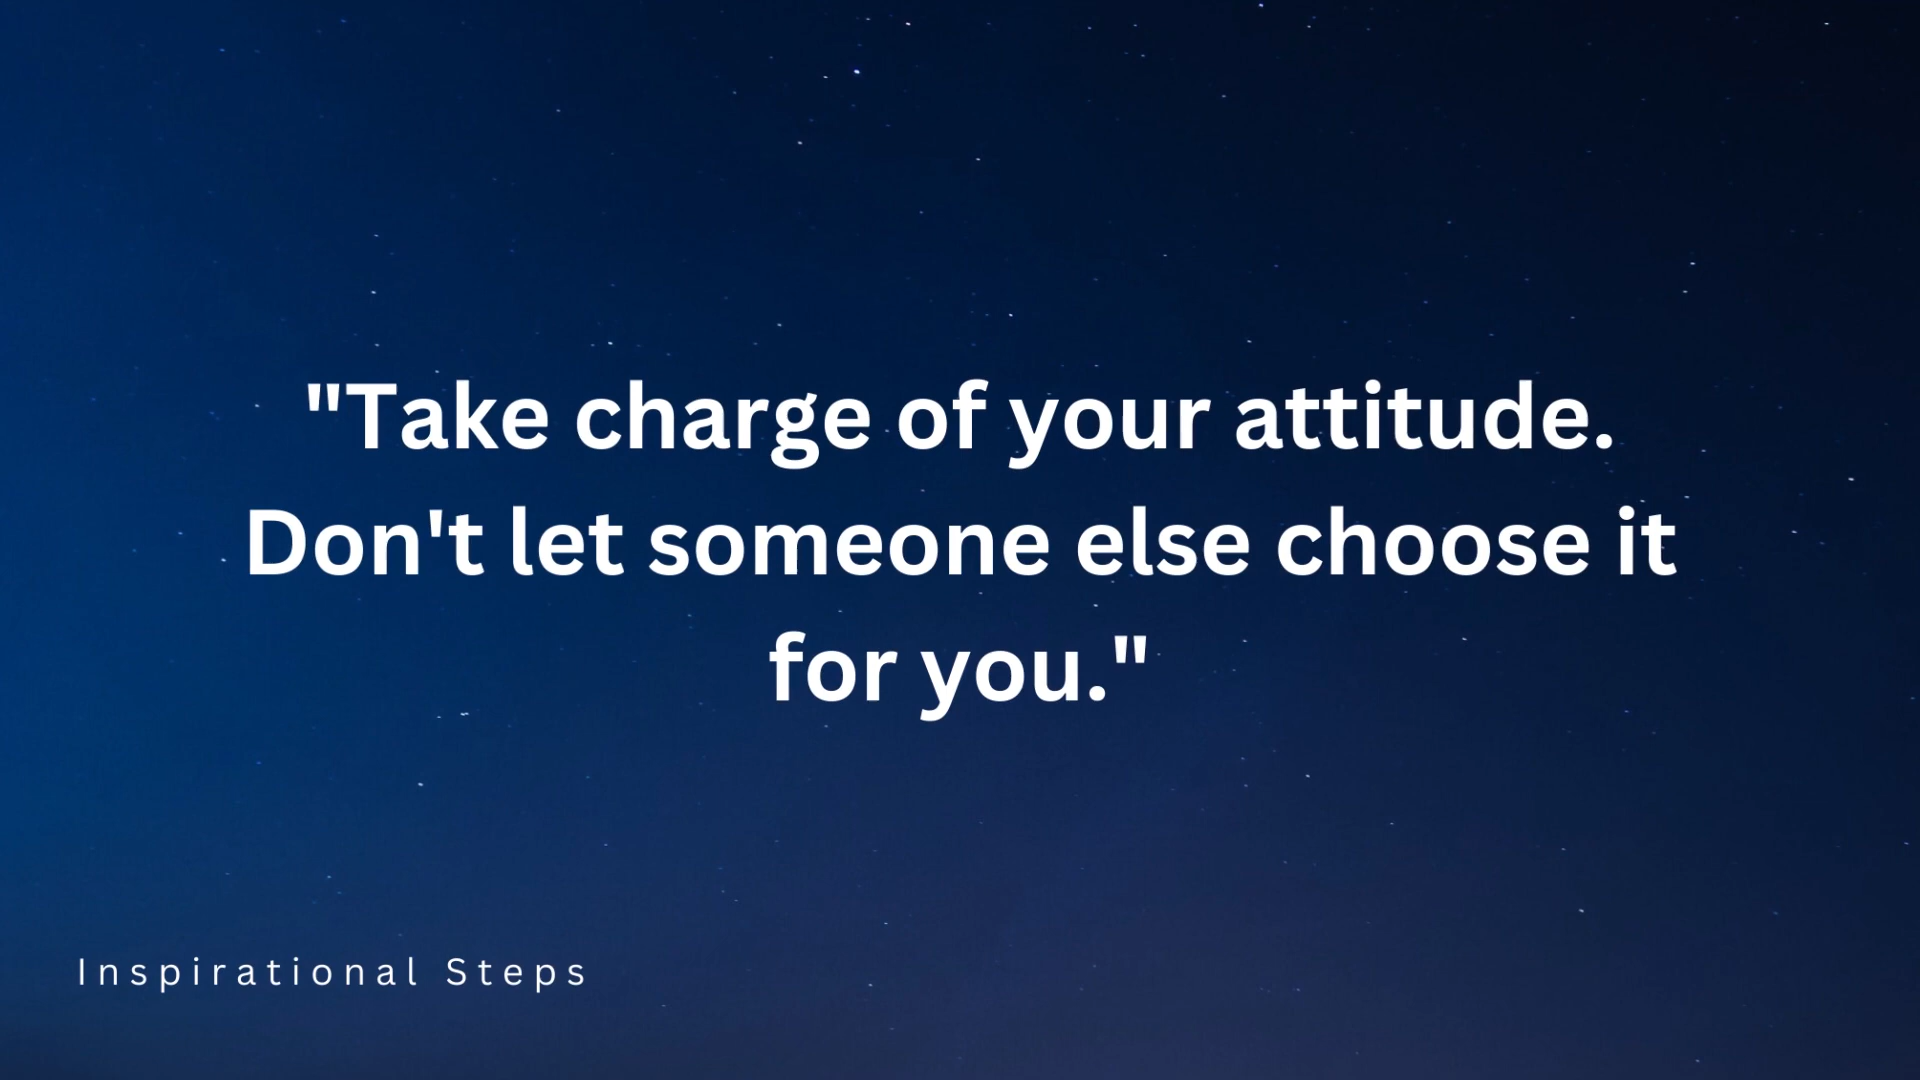 "Take charge of your attitude.
Don't let someone else choose it
for you."
Inspirational Steps